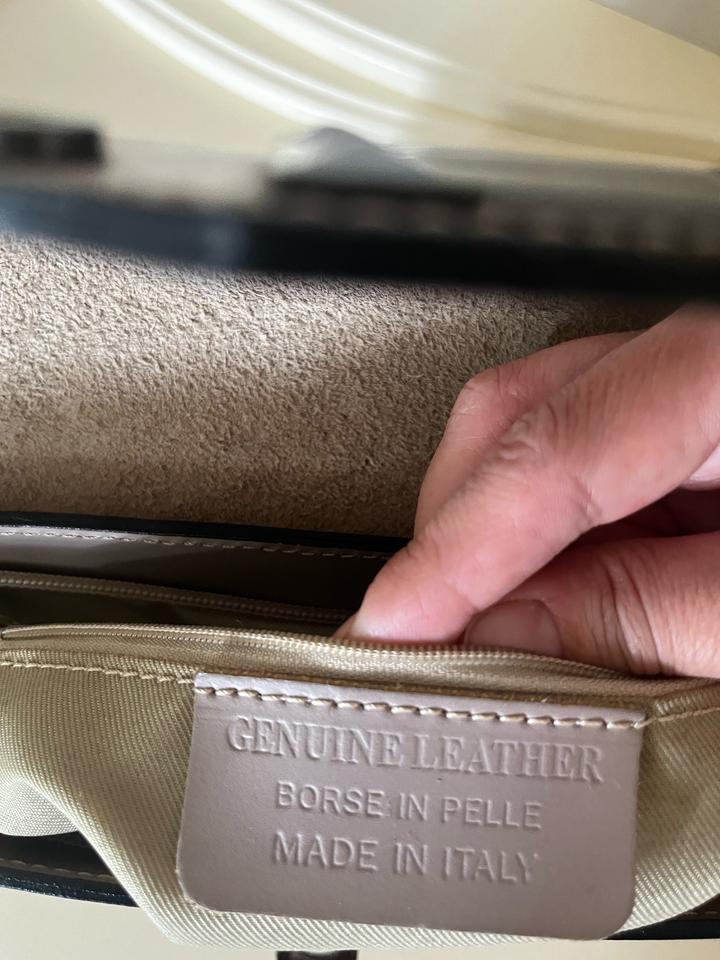 GENUINE LEATHER
BORSE IN PELLE
MADE IN ITALY